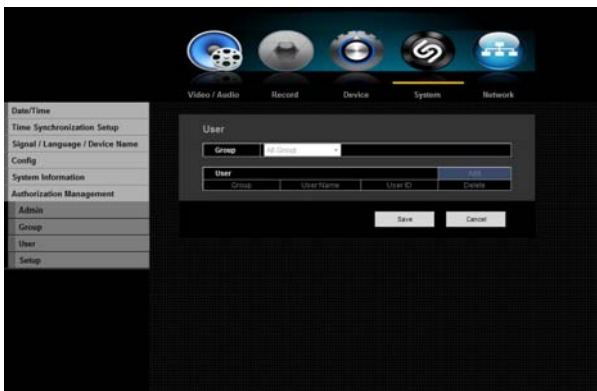 Video / Audio Record Device System Network
Date/Time
Time Synchronization Setup
Signal / Language / Device Name
Config
System Information
Authorization Management
Admin
Group
User
Setup
User
Group All Group
User Add
Group User Name User ID Delete
Save Cancel